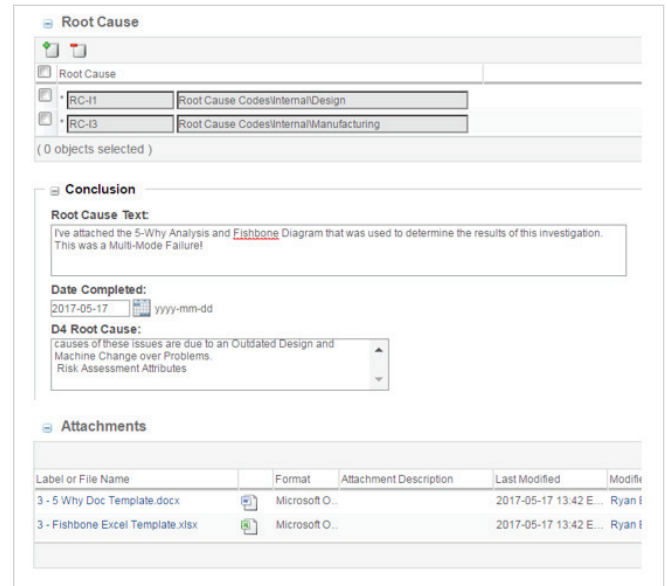 Root Cause
Root Cause
* RC-I1 Root Cause Codes\Internal\Design
* RC-I3 Root Cause Codes\Internal\Manufacturing
( 0 objects selected )
Conclusion
Root Cause Text:
I've attached the 5-Why Analysis and Fishbone Diagram that was used to determine the results of this investigation.
This was a Multi-Mode Failure!
Date Completed:
2017-05-17 yyyy-mm-dd
D4 Root Cause:
causes of these issues are due to an Outdated Design and
Machine Change over Problems.
Risk Assessment Attributes
Attachments
Label or File Name Format Attachment Description Last Modified Modifie
3 - 5 Why Doc Template.docx Microsoft O... 2017-05-17 13:42 E... Ryan
3 - Fishbone Excel Template.xlsx Microsoft O... 2017-05-17 13:42 E... Ryan